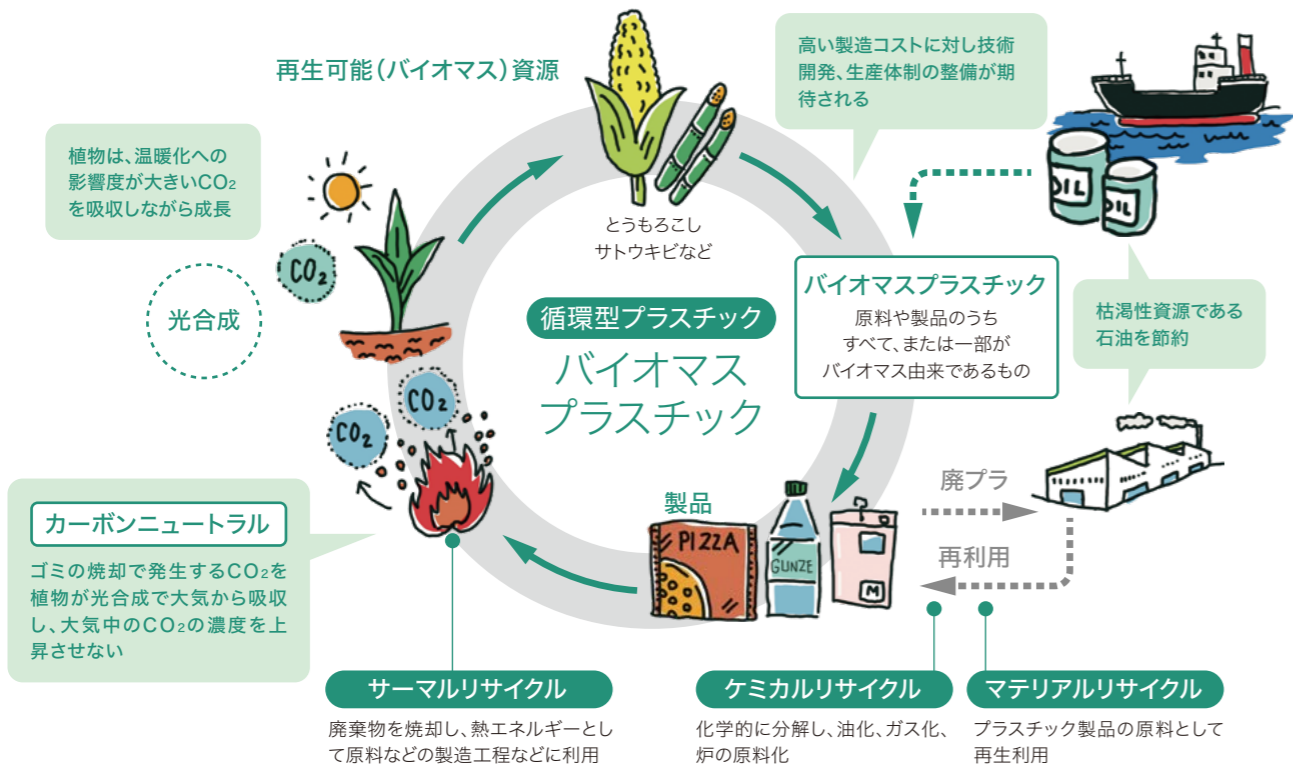 再生可能(バイオマス)資源
高い製造コストに対し技術
開発、生産体制の整備が期
待される
植物は、温暖化への
影響度が大きいCO₂
を吸収しながら成長
CO₂
光合成
とうもろこし
サトウキビなど
OIL
OIL
循環型プラスチック
バイオマス
プラスチック
バイオマスプラスチック
原料や製品のうち
すべて、または一部が
バイオマス由来であるもの
枯渇性資源である
石油を節約
CO₂
CO₂
カーボンニュートラル
ゴミの焼却で発生するCO₂を
植物が光合成で大気から吸収
し、大気中のCO₂の濃度を上
昇させない
製品
PIZZA
GUNZE
M
廃プラ
再利用
サーマルリサイクル
廃棄物を焼却し、熱エネルギーとし
て原料などの製造工程などに利用
ケミカルリサイクル
化学的に分解し、油化、ガス化、
炉の原料化
マテリアルリサイクル
プラスチック製品の原料として
再生利用